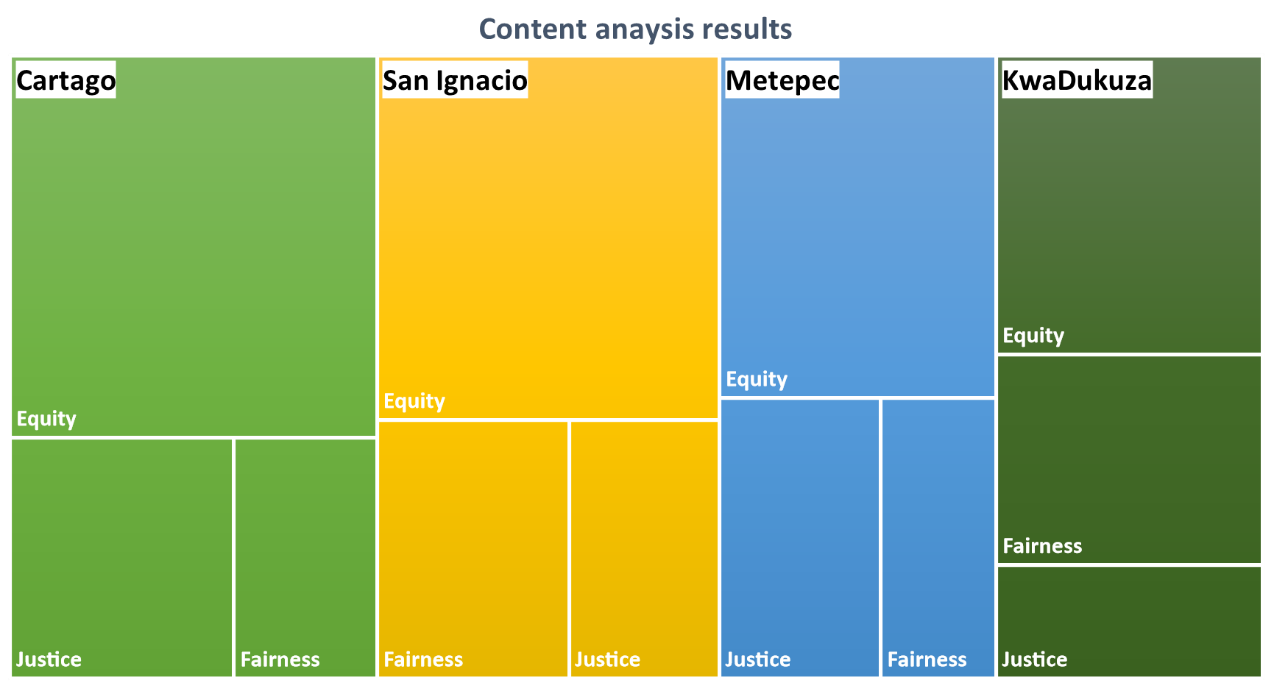 Content anaysis results
Cartago
Equity
Justice
Fairness
San Ignacio
Equity
Fairness
Justice
Metepec
Equity
Justice
Fairness
KwaDukuza
Equity
Fairness
Justice